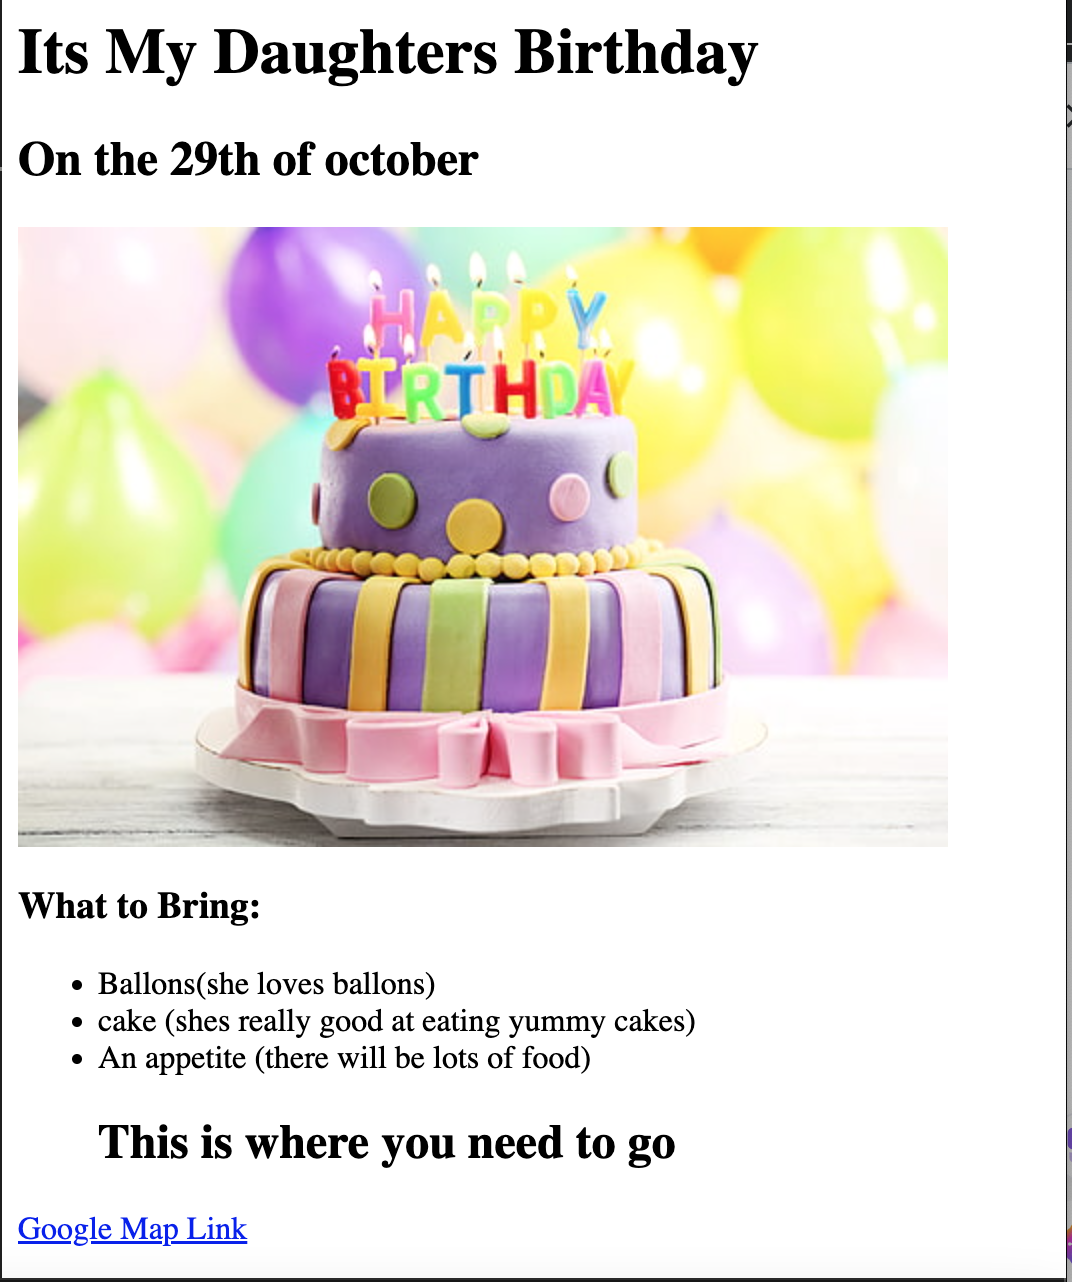 Its My Daughters Birthday
On the 29th of october
HAPPY
BIRTHDAY
What to Bring:
Ballons(she loves ballons)
cake (shes really good at eating yummy cakes)
An appetite (there will be lots of food)
This is where you need to go
Google Map Link